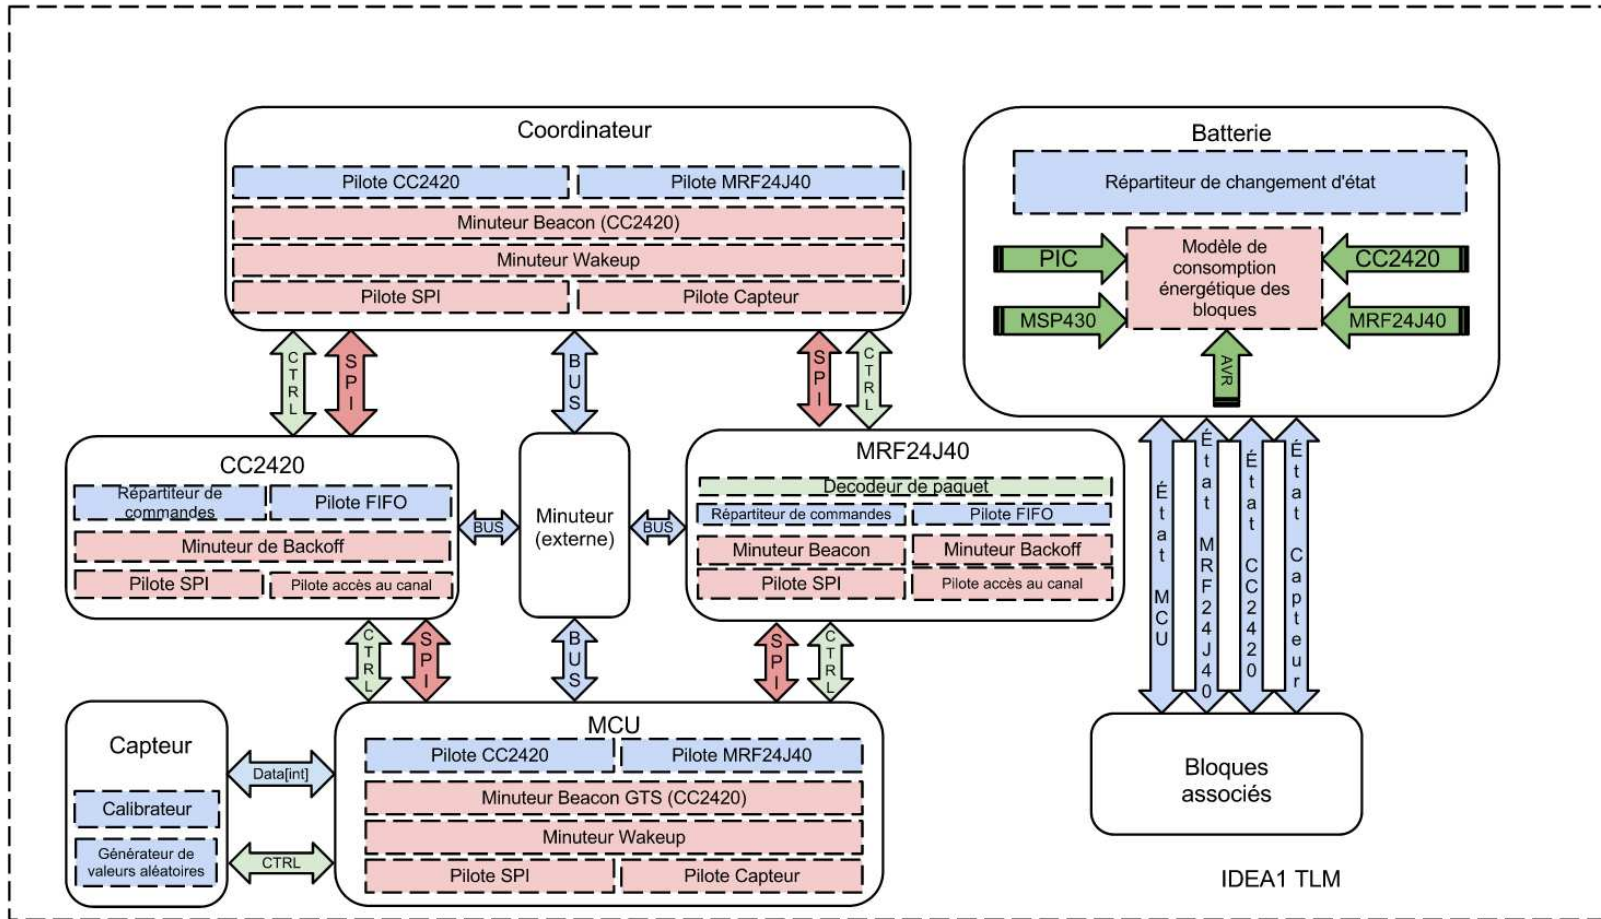 Coordinateur
Pilote CC2420
Pilote MRF24J40
Minuteur Beacon (CC2420)
Minuteur Wakeup
Pilote SPI
Pilote Capteur
Batterie
Répartiteur de changement d'état
PIC
MSP430
Modèle de
consomption
énergétique des
bloques
CC2420
MRF24J40
AVR
CTRL
SPI
BUS
SPI
CTRL
CC2420
Répartiteur de
commandes
Pilote FIFO
Minuteur de Backoff
Pilote SPI
Pilote accès au canal
BUS
Minuteur
(externe)
BUS
MRF24J40
Decodeur de paquet
Répartiteur de commandes
Pilote FIFO
Minuteur Beacon
Minuteur Backoff
Pilote SPI
Pilote accès au canal
État MCU
État MRF24J40
État CC2420
État Capteur
CTRL
SPI
BUS
SPI
CTRL
Capteur
Calibrateur
Générateur de
valeurs aléatoires
Data[int]
CTRL
MCU
Pilote CC2420
Pilote MRF24J40
Minuteur Beacon GTS (CC2420)
Minuteur Wakeup
Pilote SPI
Pilote Capteur
Bloques
associés
IDEA1 TLM